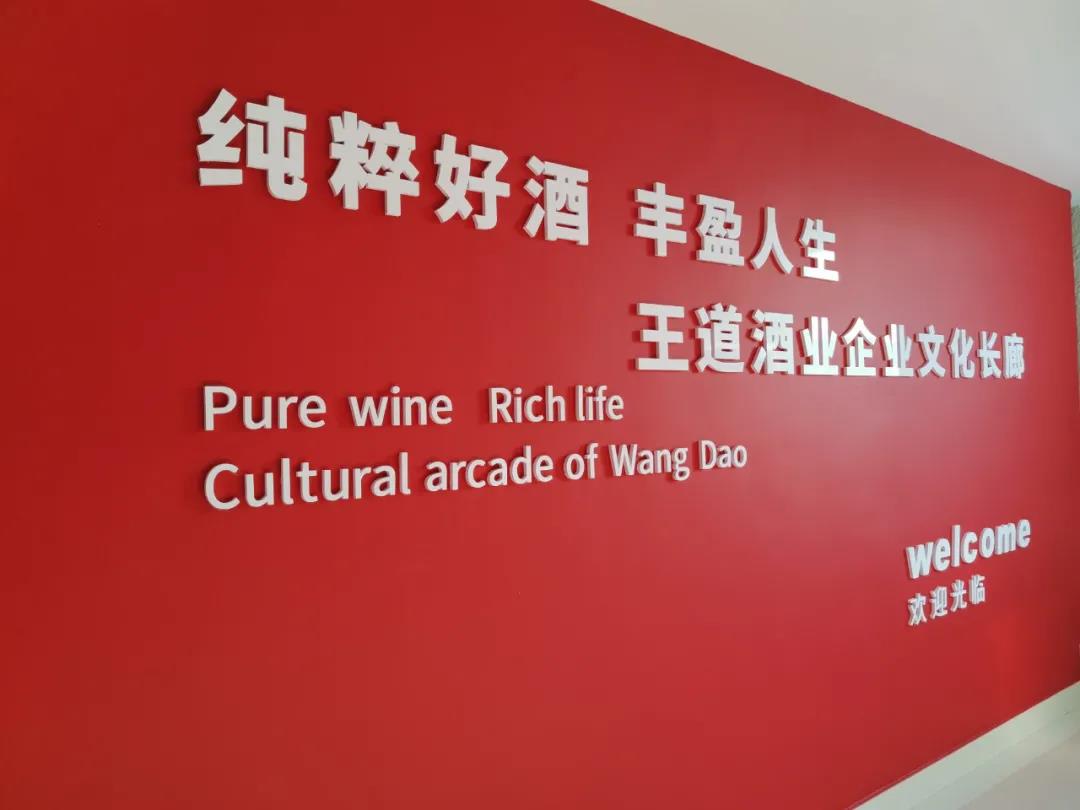 纯粹好酒 丰盈人生
王道酒业企业文化长廊
Pure wine Rich life
Cultural arcade of Wang Dao
welcome
欢迎光临